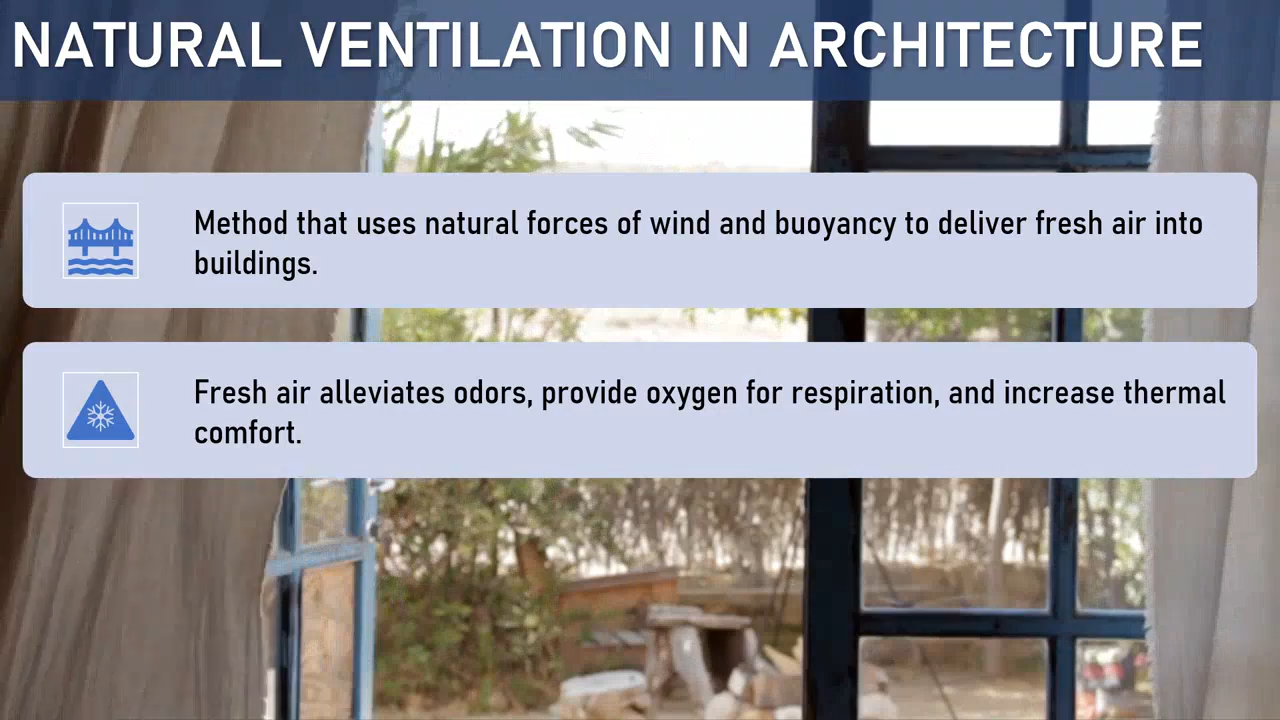 NATURAL VENTILATION IN ARCHITECTURE
Method that uses natural forces of wind and buoyancy to deliver fresh air into
buildings.
Fresh air alleviates odors, provide oxygen for respiration, and increase thermal
comfort.